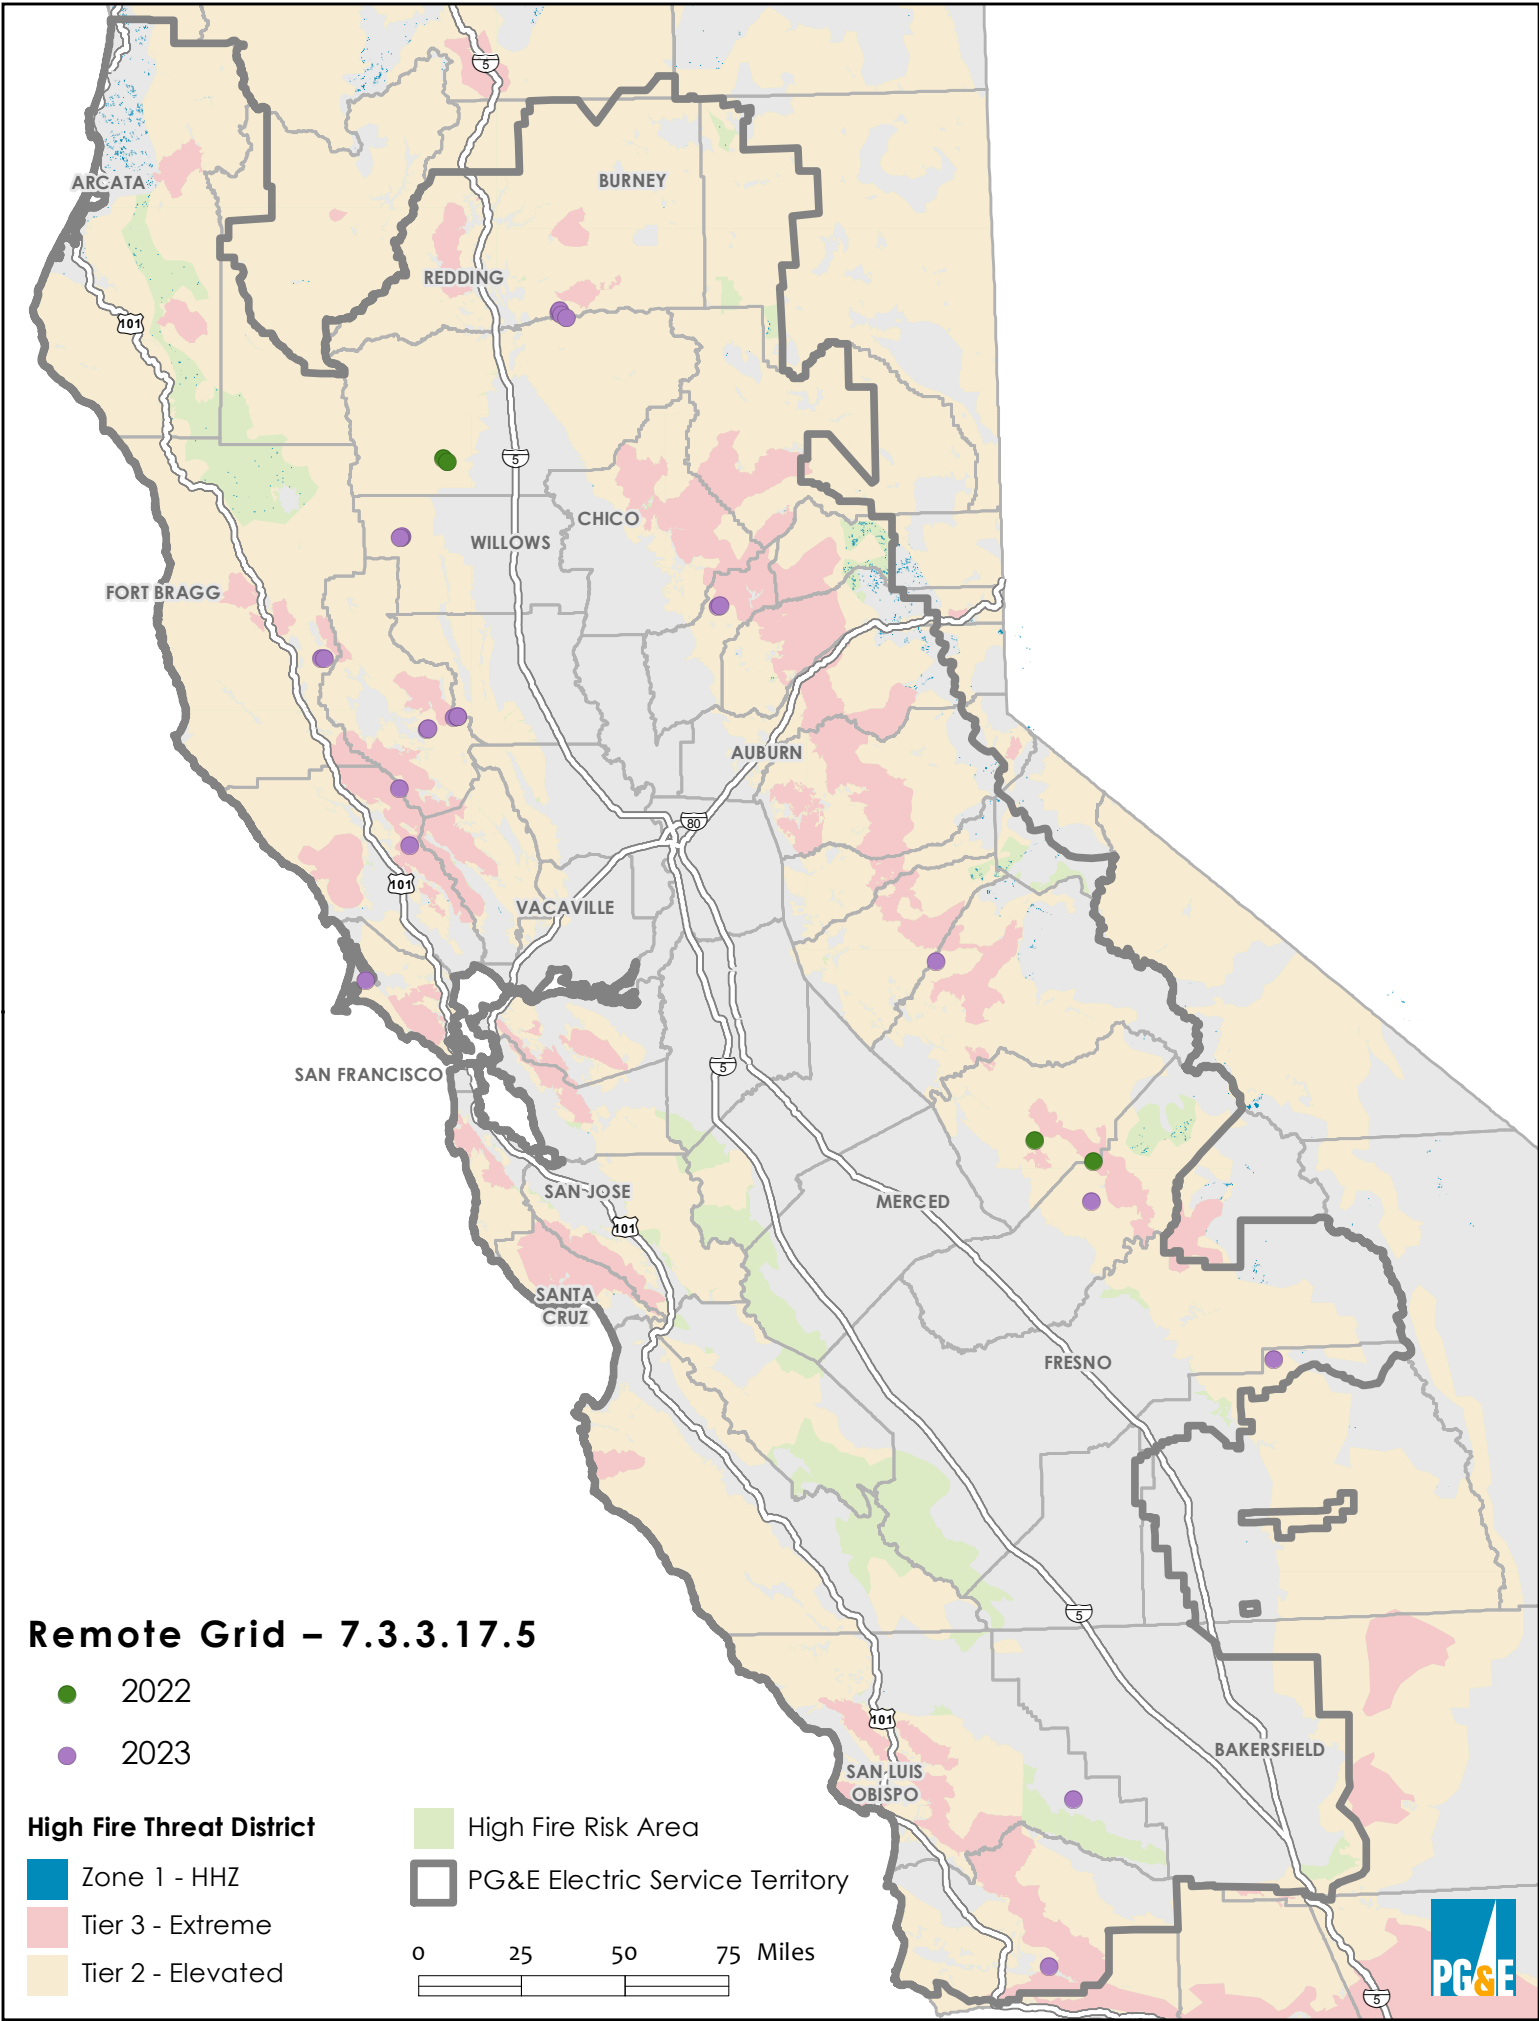 5
ARCATA
BURNEY
REDDING
101
5
CHICO
WILLOWS
FORT BRAGG
AUBURN
80
101
VACAVILLE
5
SAN FRANCISCO
SAN JOSE
MERCED
101
SANTA
CRUZ
FRESNO
5
101
BAKERSFIELD
SAN LUIS
OBISPO
5
Remote Grid – 7.3.3.17.5
2022
2023
High Fire Threat District
Zone 1 - HHZ
Tier 3 - Extreme
Tier 2 - Elevated
High Fire Risk Area
PG&E Electric Service Territory
0 25 50 75 Miles
PG&E